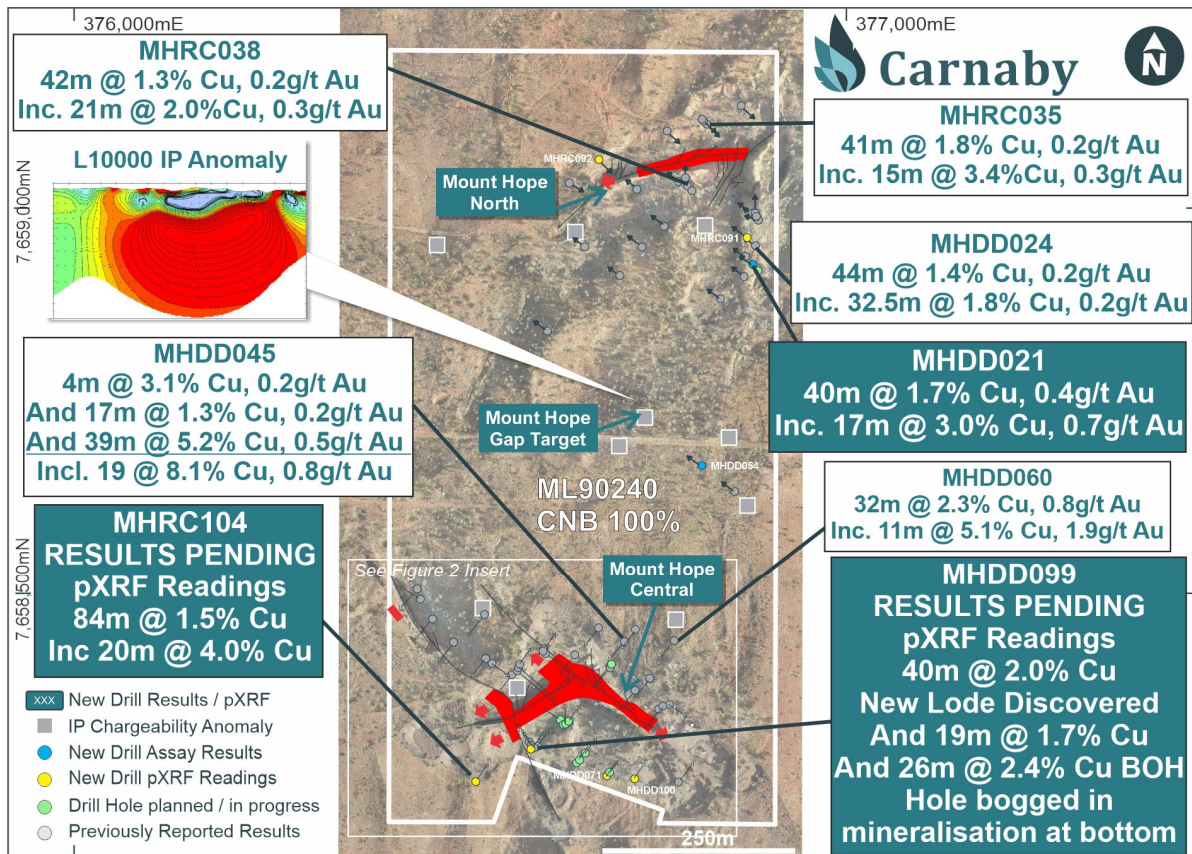 376,000mE
377,000mE
Carnaby
N
MHRC038
42m @ 1.3% Cu, 0.2g/t Au
Inc. 21m @ 2.0%Cu, 0.3g/t Au
L10000 IP Anomaly
7,659,000mN
MHRC035
41m @ 1.8% Cu, 0.2g/t Au
Inc. 15m @ 3.4%Cu, 0.3g/t Au
MHRC092
Mount Hope
North
MHRC091
MHDD024
44m @ 1.4% Cu, 0.2g/t Au
Inc. 32.5m @ 1.8% Cu, 0.2g/t Au
MHDD045
4m @ 3.1% Cu, 0.2g/t Au
And 17m @ 1.3% Cu, 0.2g/t Au
And 39m @ 5.2% Cu, 0.5g/t Au
Incl. 19 @ 8.1% Cu, 0.8g/t Au
MHDD021
40m @ 1.7% Cu, 0.4g/t Au
Inc. 17m @ 3.0% Cu, 0.7g/t Au
Mount Hope
Gap Target
MHDD054
ML90240
CNB 100%
MHDD060
32m @ 2.3% Cu, 0.8g/t Au
Inc. 11m @ 5.1% Cu, 1.9g/t Au
7,658,500mN
MHRC104
RESULTS PENDING
pXRF Readings
84m @ 1.5% Cu
Inc 20m @ 4.0% Cu
See Figure 2 Insert
Mount Hope
Central
MHDD099
RESULTS PENDING
pXRF Readings
40m @ 2.0% Cu
New Lode Discovered
And 19m @ 1.7% Cu
And 26m @ 2.4% Cu BOH
Hole bogged in
mineralisation at bottom
XXX New Drill Results / pXRF
IP Chargeability Anomaly
New Drill Assay Results
New Drill pXRF Readings
Drill Hole planned / in progress
Previously Reported Results
MHDD071
MHDD100
250m